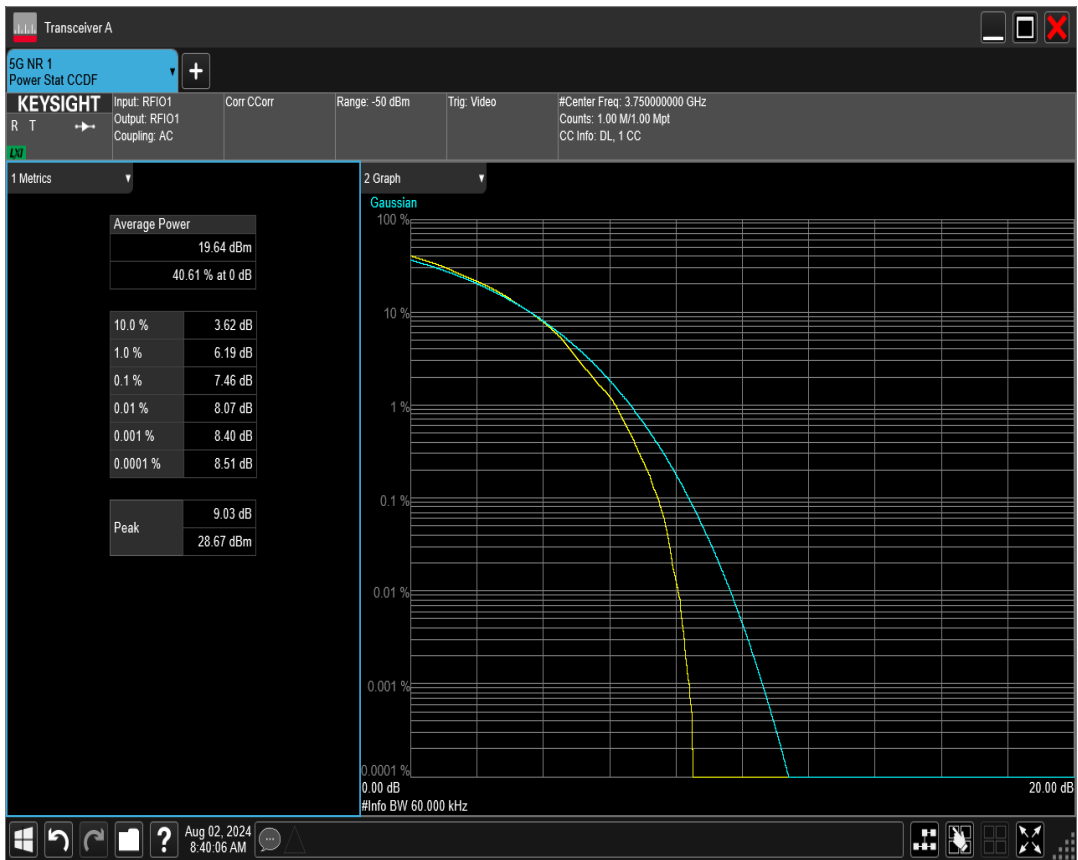 Transceiver A
5G NR 1
Power Stat CCDF
KEYSIGHT
R T
LXI
Input: RFIO1
Output: RFIO1
Coupling: AC
Corr CCorr
Range: -50 dBm
Trig: Video
#Center Freq: 3.750000000 GHz
Counts: 1.00 M/1.00 Mpt
CC Info: DL, 1 CC
1 Metrics
Average Power
19.64 dBm
40.61 % at 0 dB
10.0 % 3.62 dB
1.0 % 6.19 dB
0.1 % 7.46 dB
0.01 % 8.07 dB
0.001 % 8.40 dB
0.0001 % 8.51 dB
Peak
9.03 dB
28.67 dBm
2 Graph
Gaussian
100 %
10 %
1 %
0.1 %
0.01 %
0.001 %
0.0001 %
0.00 dB
20.00 dB
#Info BW 60.000 kHz
?
Aug 02, 2024
8:40:06 AM